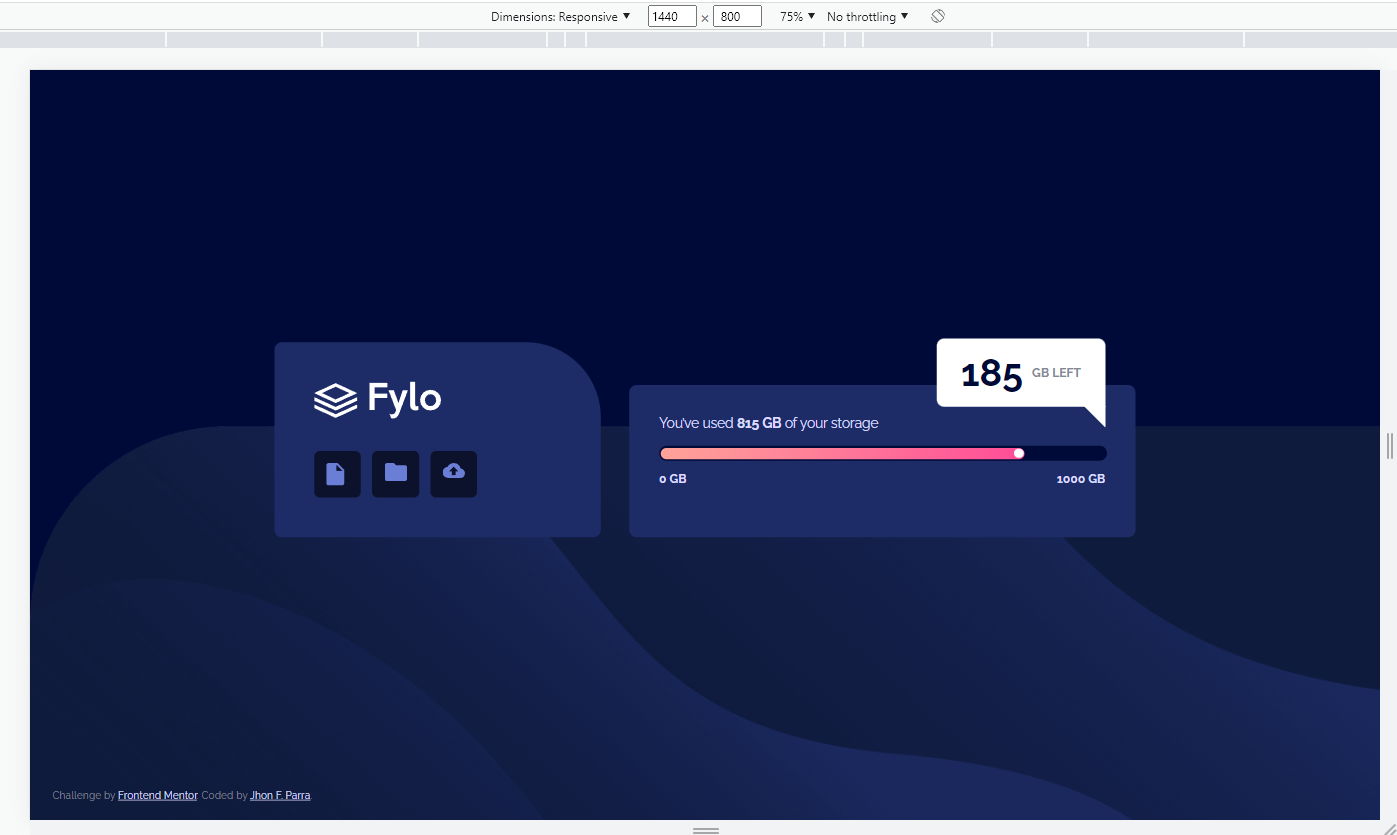 Dimensions: Responsive ▼ 1440 × 800 75% ▼ No throttling ▼
Fylo
185 GB LEFT
You've used 815 GB of your storage
0 GB 1000 GB
Challenge by Frontend Mentor. Coded by Jhon F. Parra.